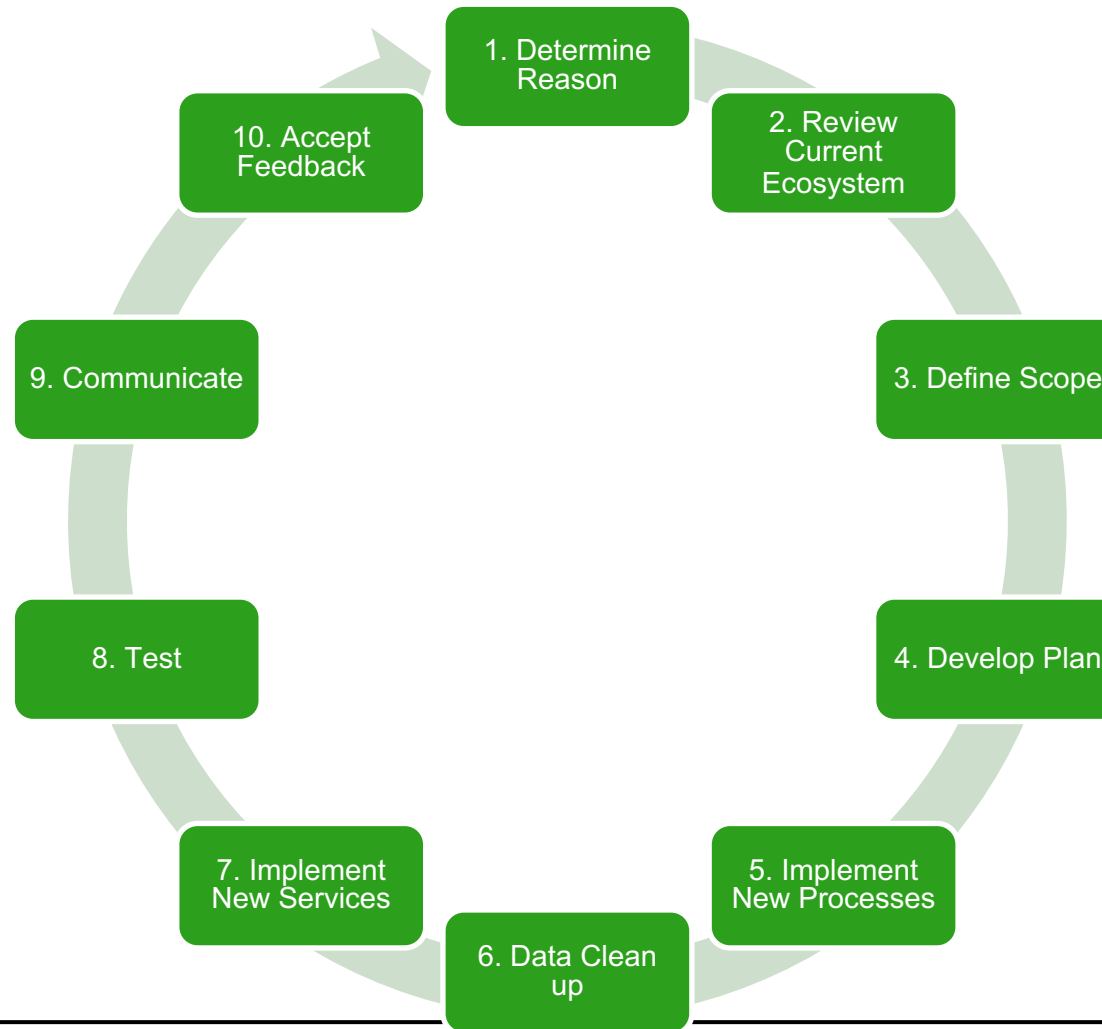 1. Determine
Reason
2. Review
Current
Ecosystem
3. Define Scope
4. Develop Plan
5. Implement
New Processes
6. Data Clean
up
7. Implement
New Services
8. Test
9. Communicate
10. Accept
Feedback